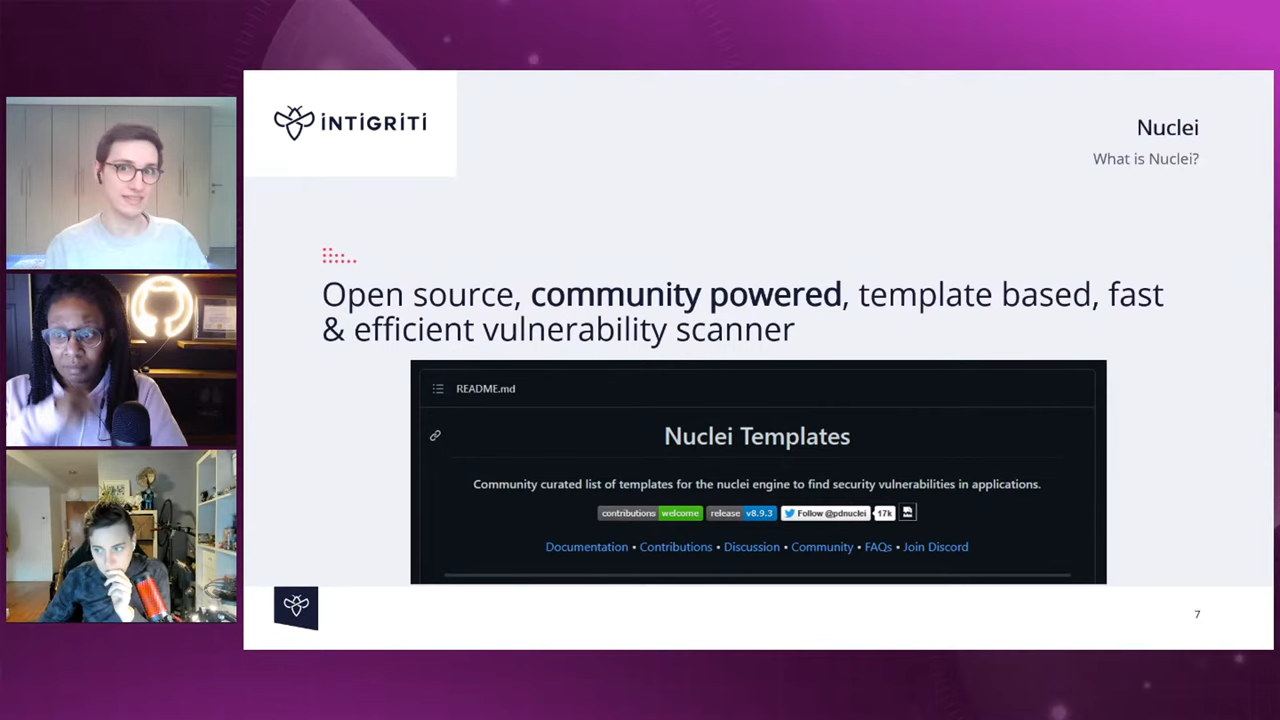 INTIGRITI
Nuclei
What is Nuclei?
Open source, community powered, template based, fast
& efficient vulnerability scanner
README.md
Nuclei Templates
Community curated list of templates for the nuclei engine to find security vulnerabilities in applications.
contributions welcome release v8.9.3 Follow @pdnuclei 17k
Documentation • Contributions • Discussion • Community • FAQs • Join Discord
7